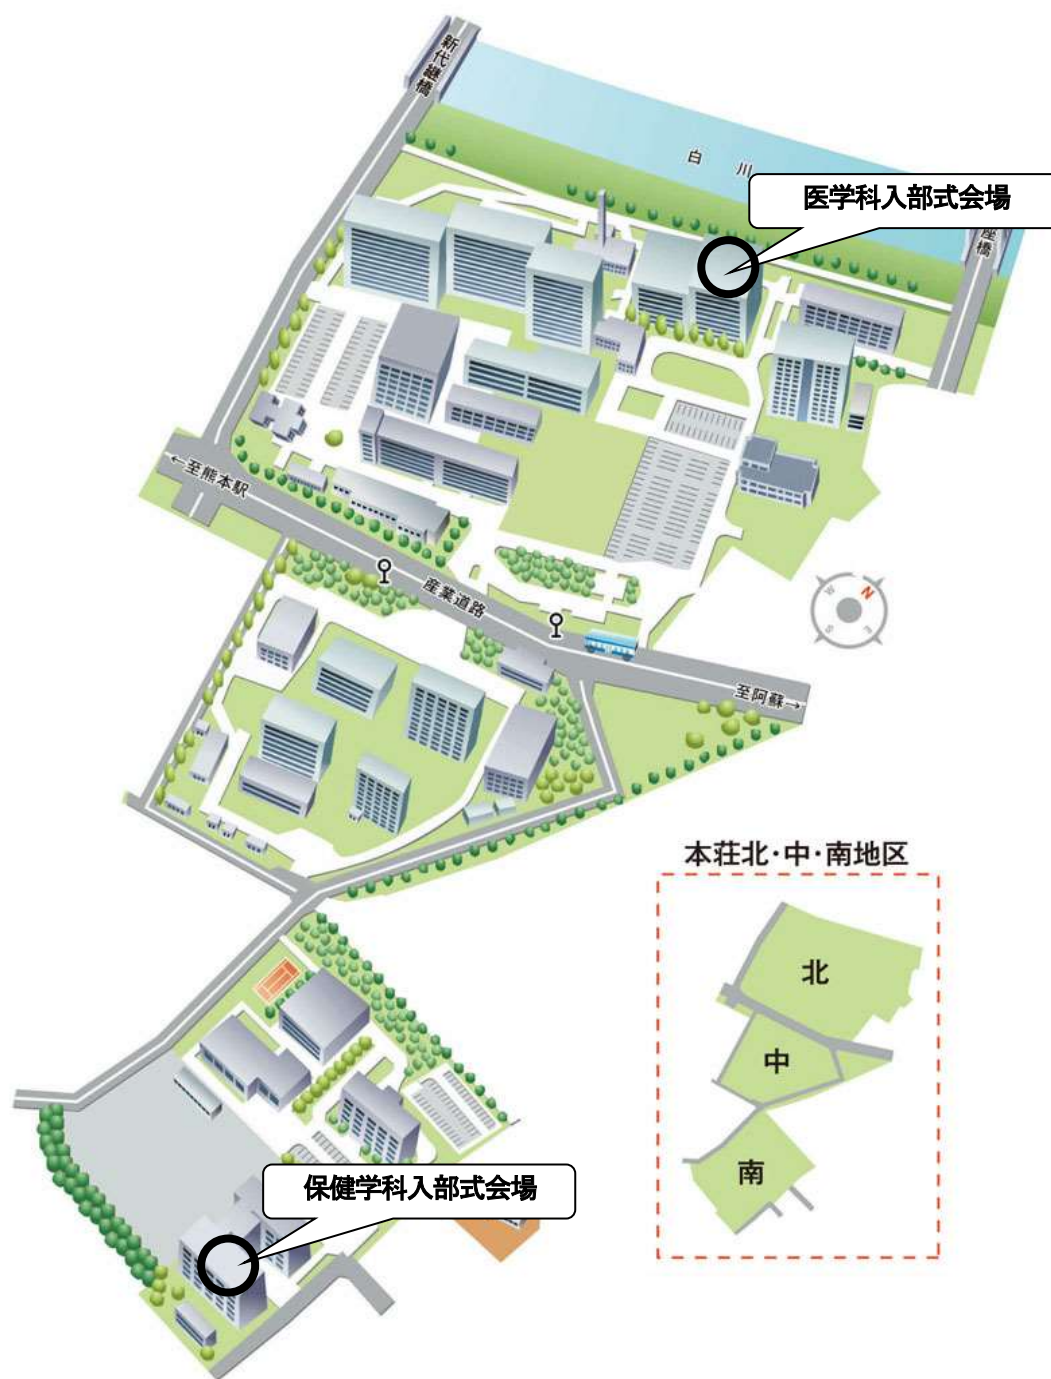 新代継橋
白川
医学科入部式会場
座橋
←至熊本駅
産業道路
W
N
S
E
至阿蘇→
本荘北・中・南地区
北
中
南
保健学科入部式会場